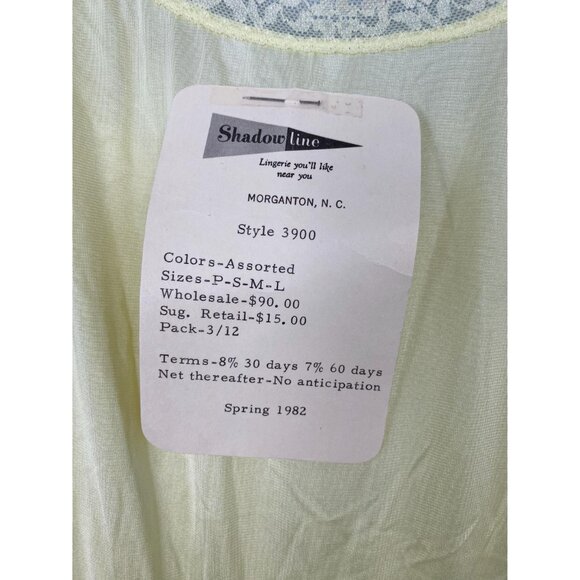 Shadowline
Lingerie you'll like
near you
MORGANTON, N. C.
Style 3900
Colors-Assorted
Sizes-P-S-M-L
Wholesale-$90.00
Sug. Retail-$15.00
Pack-3/12
Terms-8% 30 days 7% 60 days
Net thereafter-No anticipation
Spring 1982